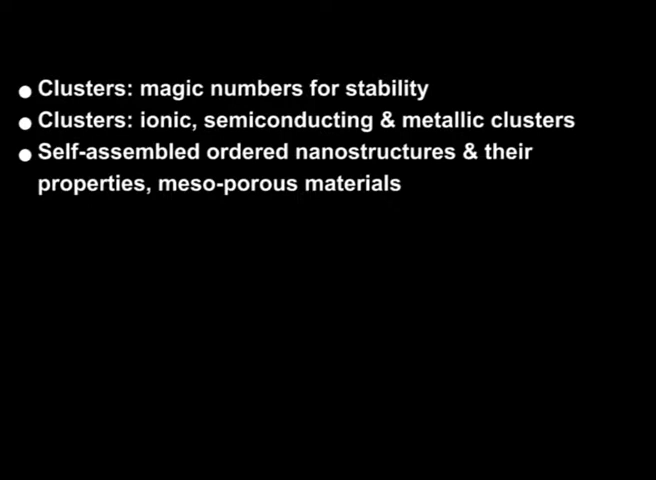 ● Clusters: magic numbers for stability
● Clusters: ionic, semiconducting & metallic clusters
● Self-assembled ordered nanostructures & their
properties, meso-porous materials